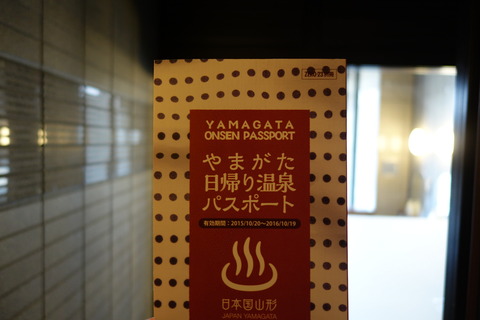 YAMAGATA
ONSEN PASSPORT
やまがた
日帰り温泉
パスポート
有効期間：2015/10/20～2016/10/19
日本国山形
JAPAN YAMAGATA